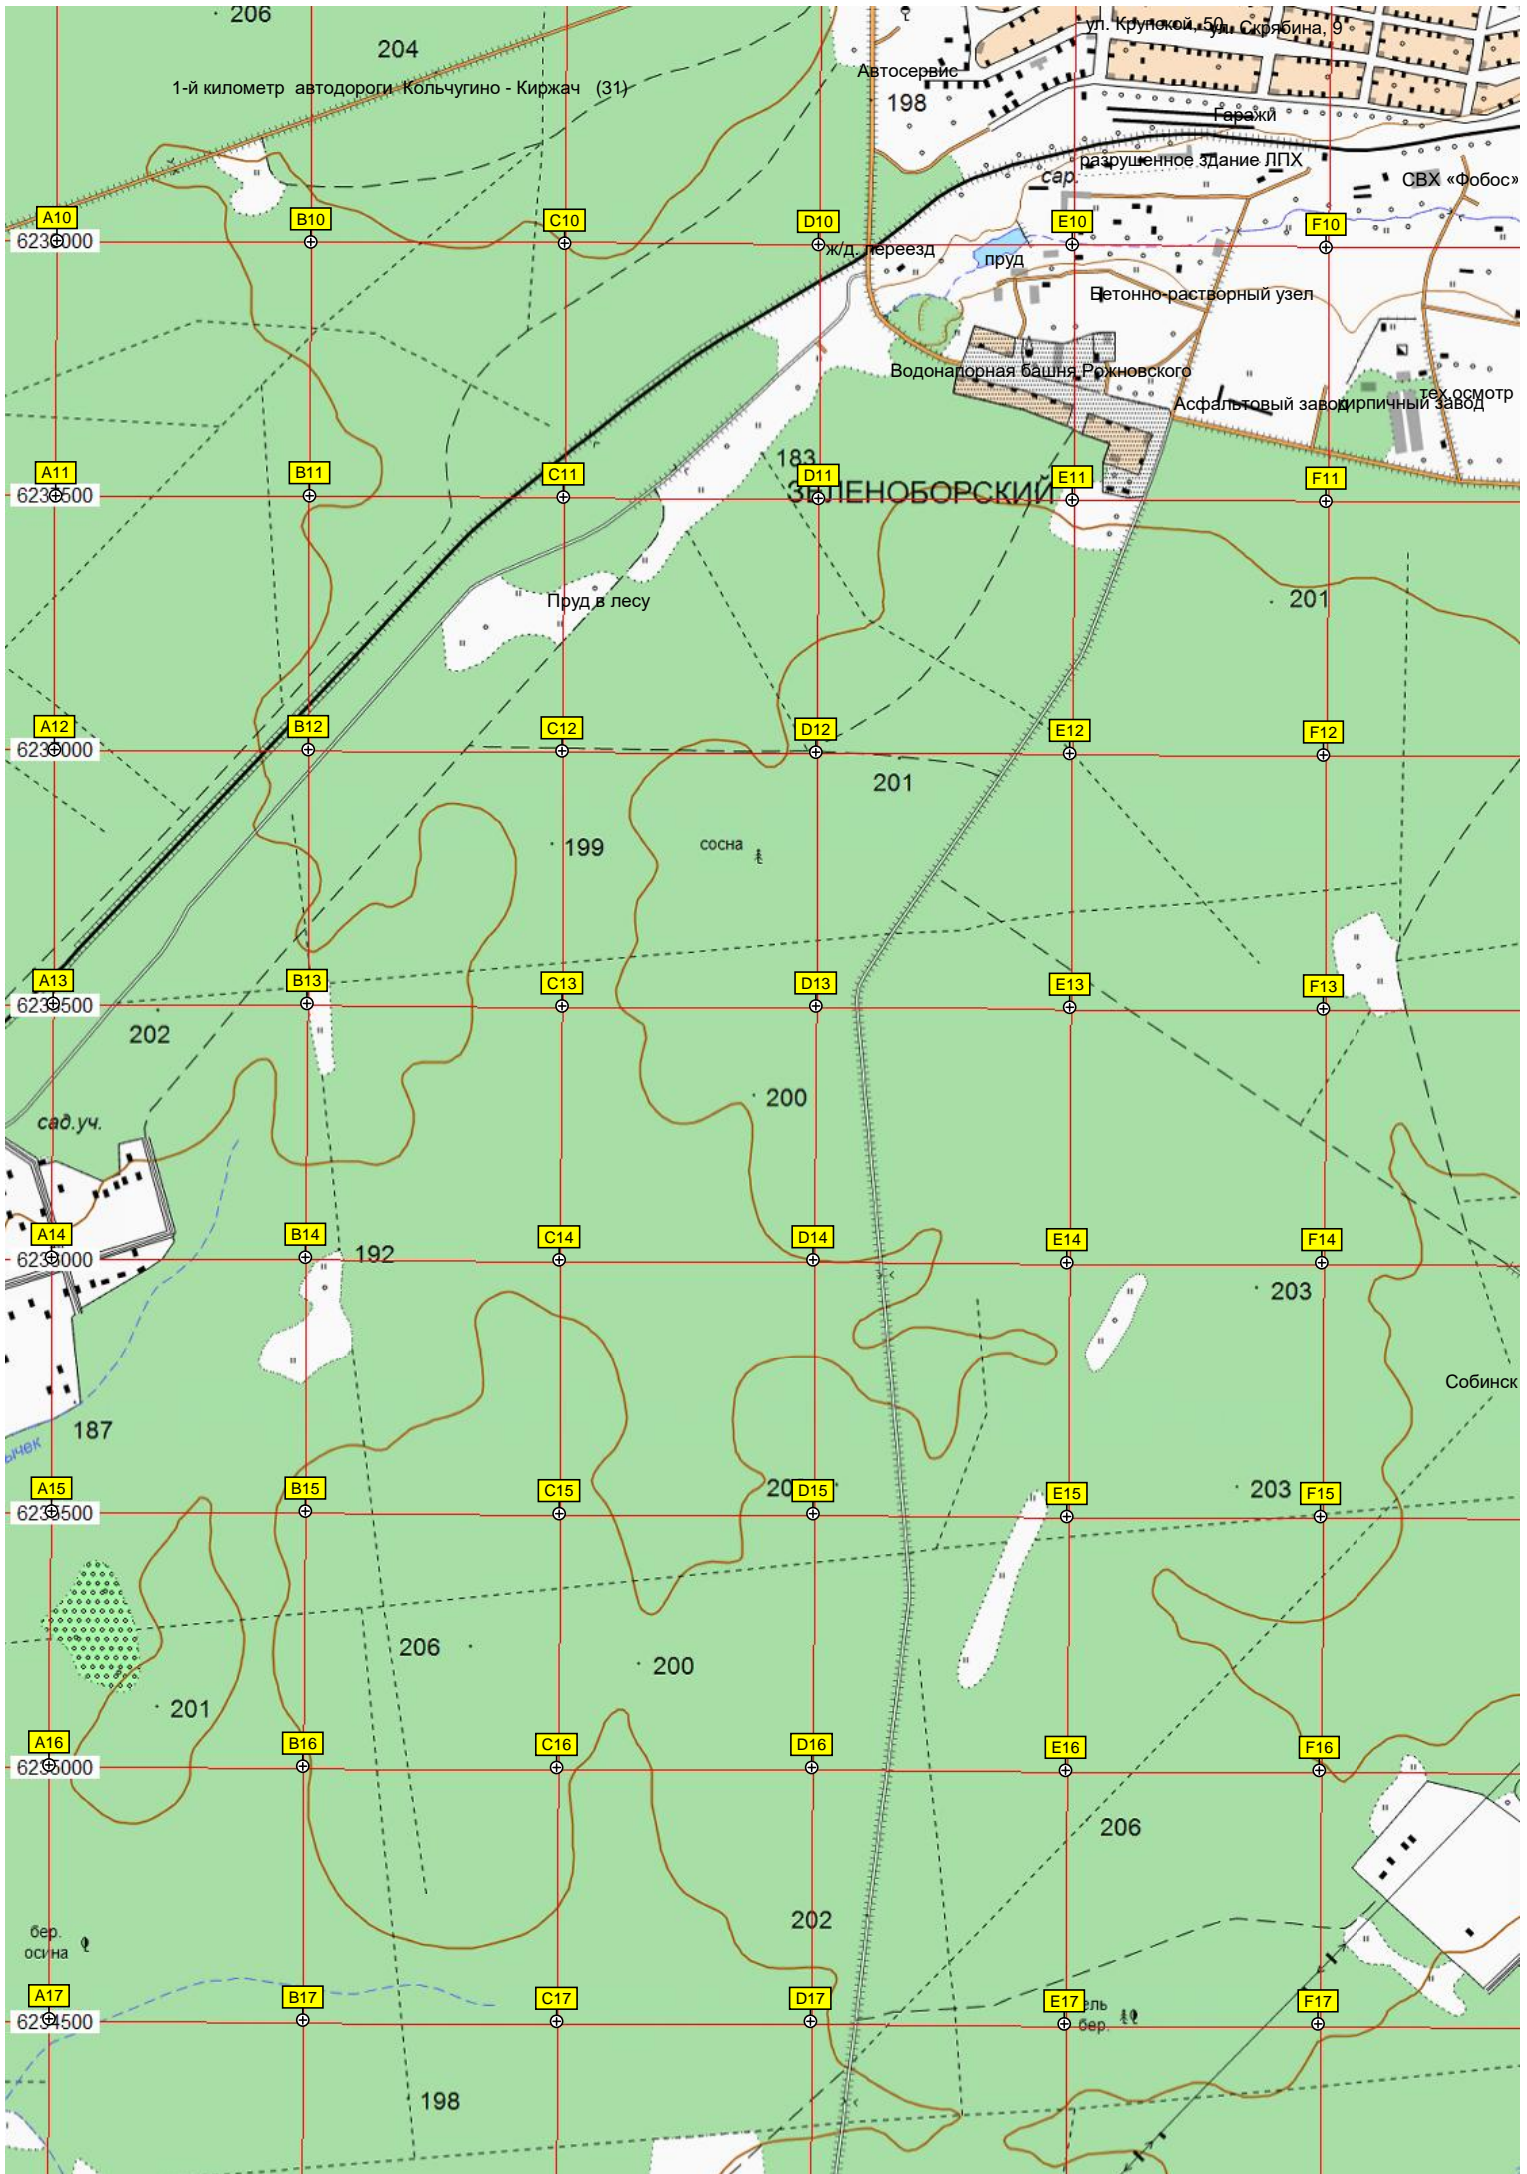 206
204
ул. Крупской, 50
ул. Скрябина, 9
Автосервис
1-й километр автодороги Кольчугино - Киржач (31)
198
Гаражи
разрушенное здание ЛПХ
сар.
СВХ «Фобос»
A10
B10
C10
D10
E10
F10
ж/д. переезд
пруд
Бетонно-растворный узел
Водонапорная башня Рожновского
тех.осмотр
Асфальтовый завод
кирпичный завод
183
A11
B11
C11
D11
E11
F11
ЗЕЛЕНОБОРСКИЙ
Пруд в лесу
201
A12
B12
C12
D12
E12
F12
201
199
сосна
A13
B13
C13
D13
E13
F13
202
200
сад.уч.
A14
B14
C14
D14
E14
F14
192
203
Собинск
187
ычек
A15
B15
C15
D15
E15
F15
203
206
200
201
A16
B16
C16
D16
E16
F16
206
202
бер.
осина
A17
B17
C17
D17
E17
F17
ель
бер.
198